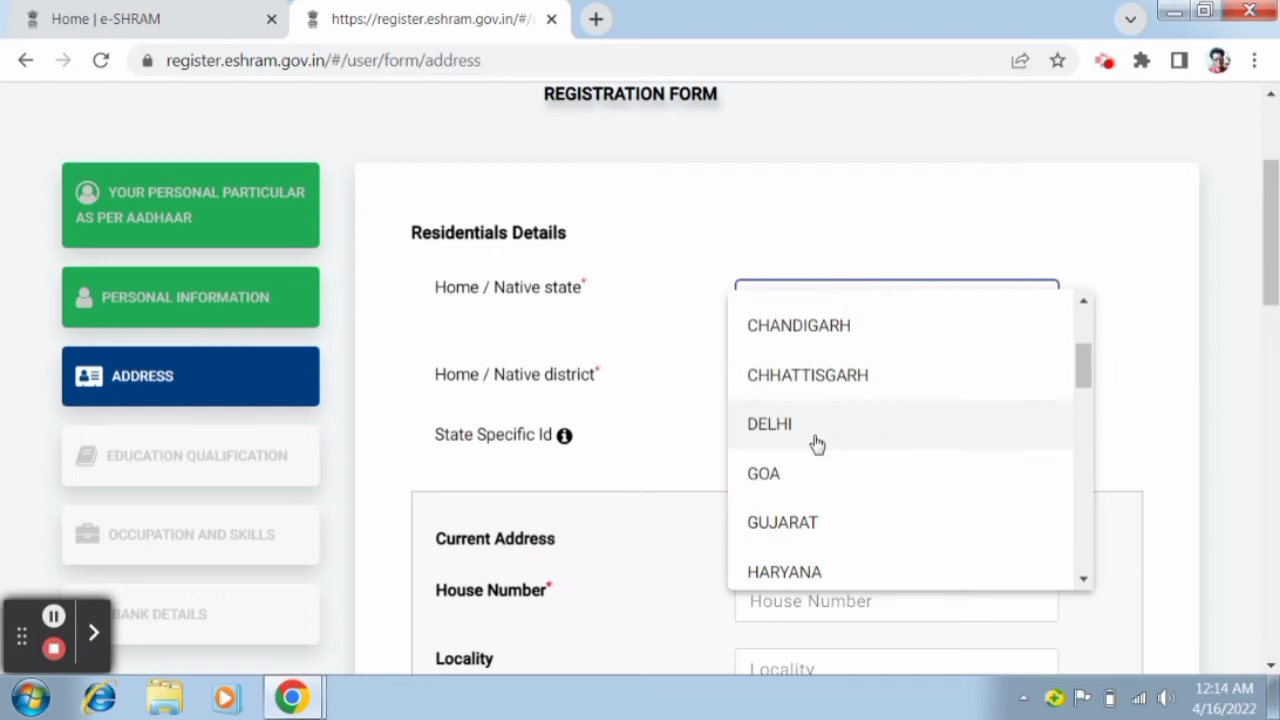 Home | e-SHRAM
https://register.eshram.gov.in/#/
register.eshram.gov.in/#/user/form/address
REGISTRATION FORM
YOUR PERSONAL PARTICULAR
AS PER AADHAAR
PERSONAL INFORMATION
ADDRESS
EDUCATION QUALIFICATION
OCCUPATION AND SKILLS
BANK DETAILS
Residentials Details
Home / Native state*
Home / Native district*
State Specific Id
CHANDIGARH
CHHATTISGARH
DELHI
GOA
GUJARAT
HARYANA
Current Address
House Number*
House Number
Locality
Locality
12:14 AM
4/16/2022